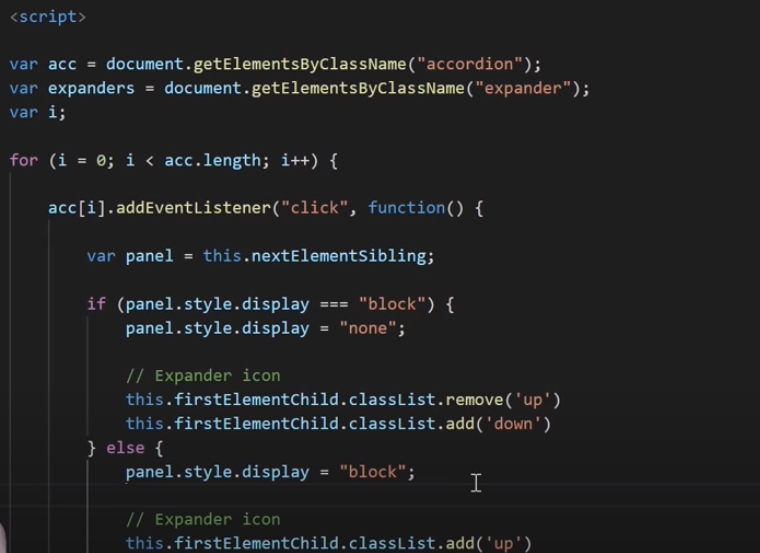 <script>
var acc = document.getElementsByClassName("accordion");
var expanders = document.getElementsByClassName("expander");
var i;
for (i = 0; i < acc.length; i++) {
acc[i].addEventListener("click", function() {
var panel = this.nextElementSibling;
if (panel.style.display === "block") {
panel.style.display = "none";
// Expander icon
this.firstElementChild.classList.remove('up')
this.firstElementChild.classList.add('down')
} else {
panel.style.display = "block";
// Expander icon
this.firstElementChild.classList.add('up')